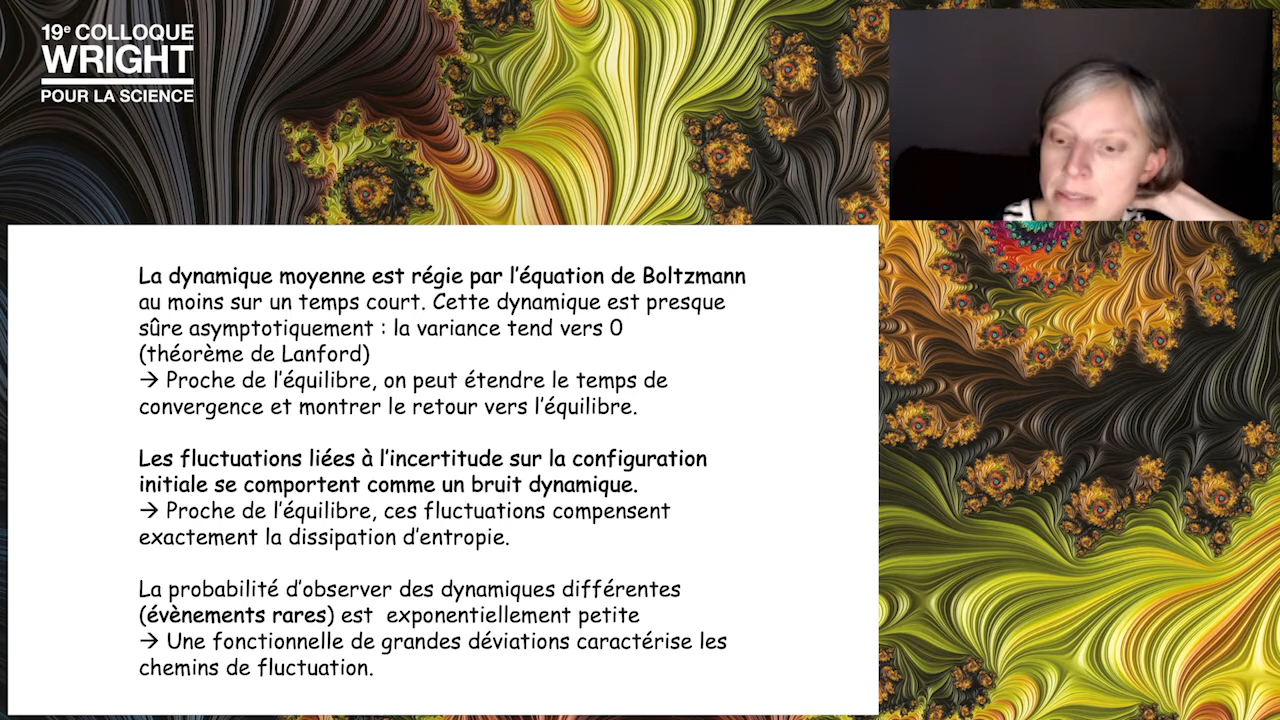 19e COLLOQUE
WRIGHT
POUR LA SCIENCE
La dynamique moyenne est régie par l'équation de Boltzmann
au moins sur un temps court. Cette dynamique est presque
sûre asymptotiquement : la variance tend vers 0
(théorème de Lanford)
→ Proche de l'équilibre, on peut étendre le temps de
convergence et montrer le retour vers l'équilibre.
Les fluctuations liées à l'incertitude sur la configuration
initiale se comportent comme un bruit dynamique.
→ Proche de l'équilibre, ces fluctuations compensent
exactement la dissipation d'entropie.
La probabilité d'observer des dynamiques différentes
(évènements rares) est exponentiellement petite
→ Une fonctionnelle de grandes déviations caractérise les
chemins de fluctuation.